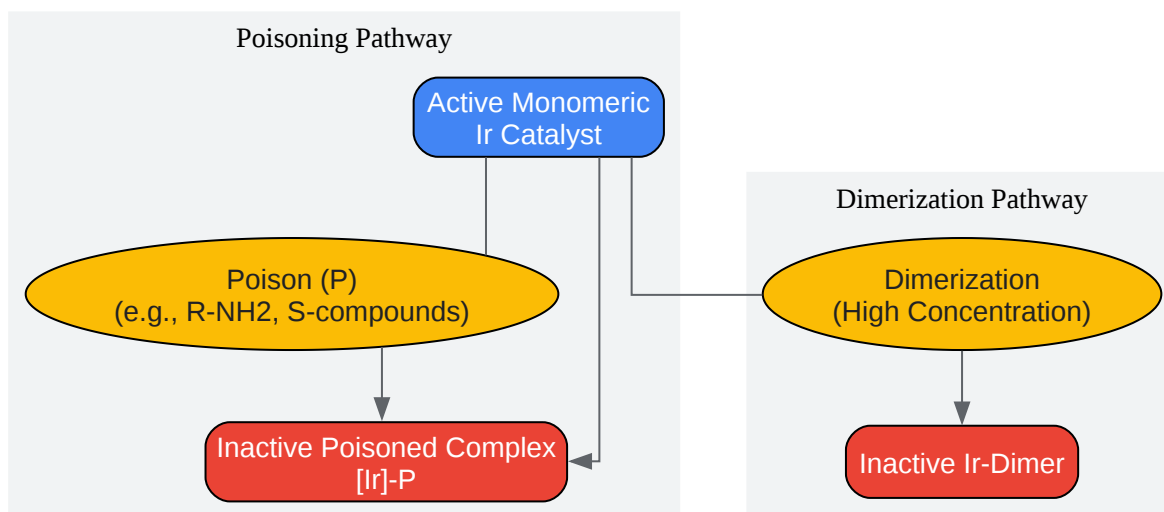 Poisoning Pathway
Active Monomeric
Ir Catalyst
Poison (P)
(e.g., R-NH2, S-compounds)
Inactive Poisoned Complex
[Ir]-P
Dimerization Pathway
Dimerization
(High Concentration)
Inactive Ir-Dimer